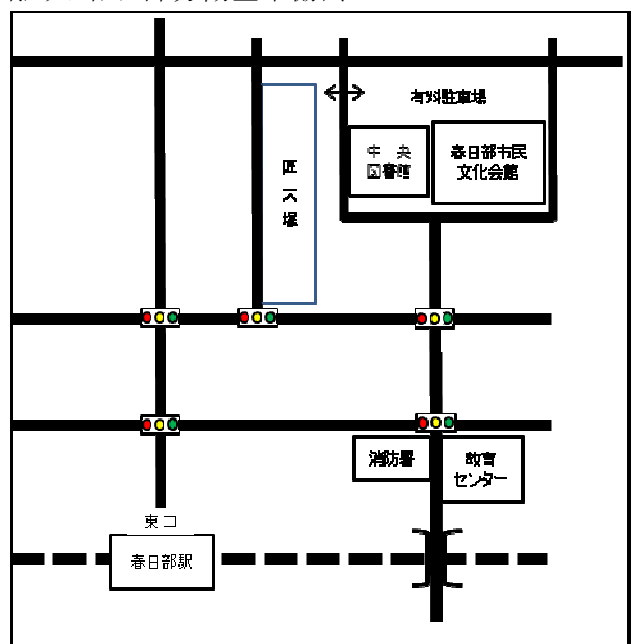 有料駐車場
中 央
図書館
春日部市民
文化会館
匠
大
塚
消防署
教育
センター
東口
春日部駅